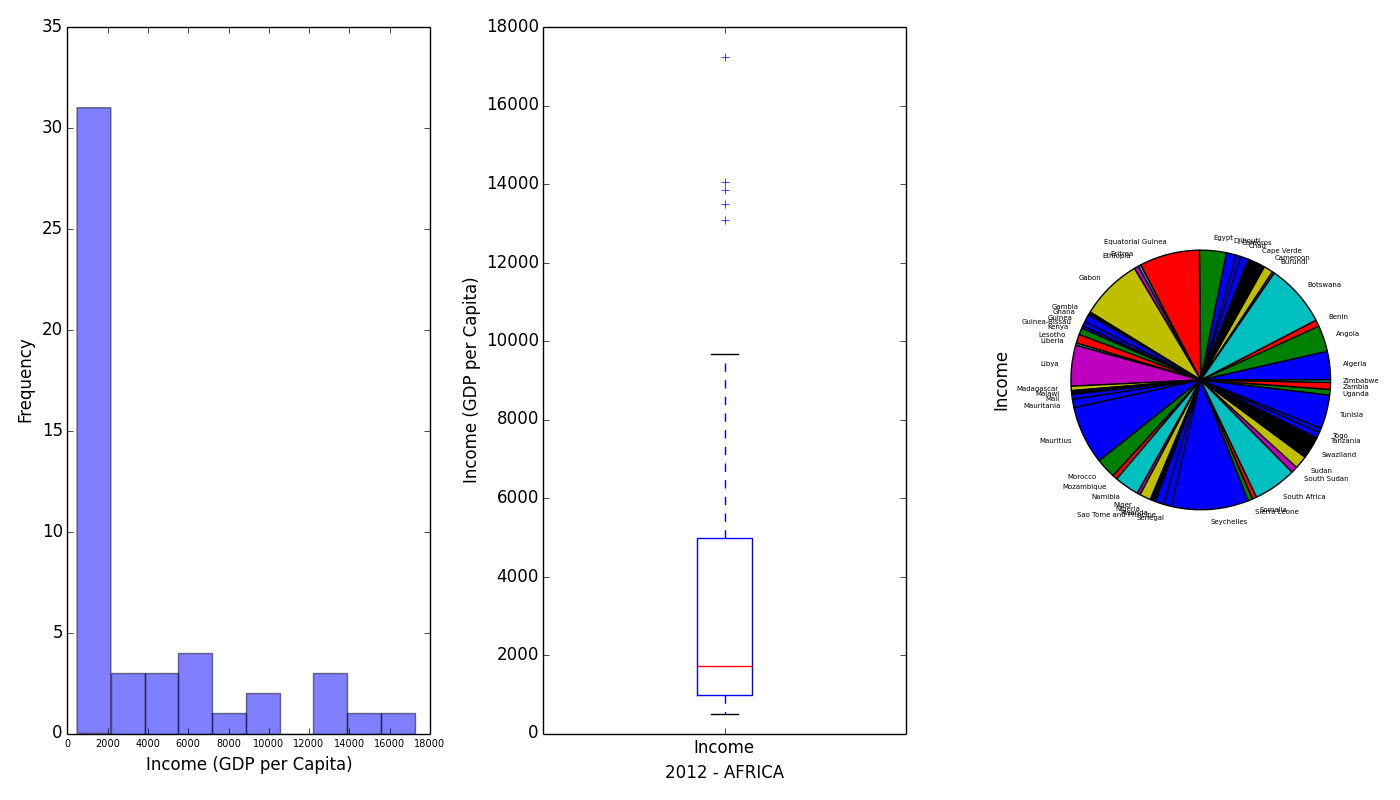 35
30
25
20
15
10
5
0
Frequency
0 2000 4000 6000 8000 10000 12000 14000 16000 18000
Income (GDP per Capita)
18000
16000
14000
12000
10000
8000
6000
4000
2000
0
Income (GDP per Capita)
Income
2012 - AFRICA
Income
Algeria
Angola
Benin
Botswana
Burundi
Cameroon
Cape Verde
Chad
Comoros
Djibouti
Egypt
Equatorial Guinea
Eritrea
Ethiopia
Gabon
Gambia
Ghana
Guinea
Guinea-Bissau
Kenya
Lesotho
Liberia
Libya
Madagascar
Malawi
Mali
Mauritania
Mauritius
Morocco
Mozambique
Namibia
Niger
Nigeria
Rwanda
Sao Tome and Principe
Senegal
Seychelles
Sierra Leone
Somalia
South Africa
South Sudan
Sudan
Swaziland
Tanzania
Togo
Tunisia
Uganda
Zambia
Zimbabwe